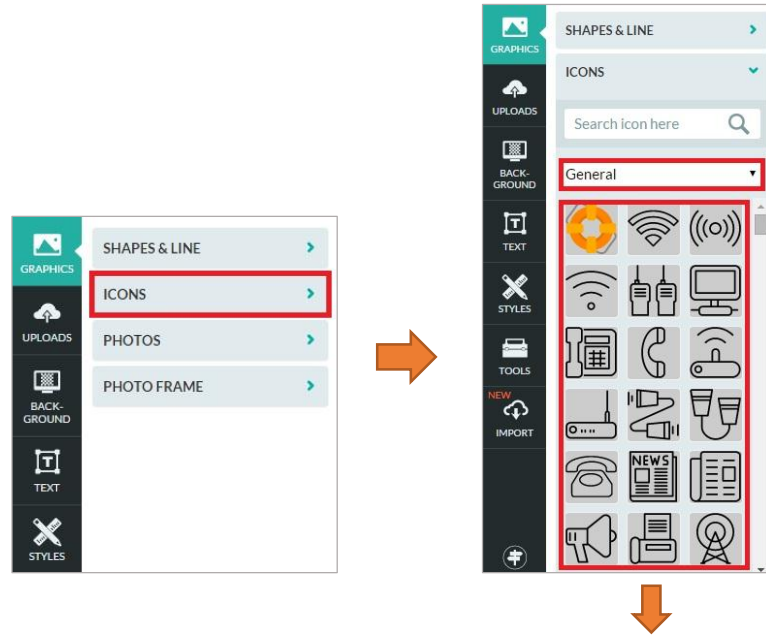 GRAPHICS
UPLOADS
BACK-
GROUND
TEXT
STYLES
SHAPES & LINE
ICONS
PHOTOS
PHOTO FRAME
GRAPHICS
UPLOADS
BACK-
GROUND
T
TEXT
STYLES
TOOLS
NEW
IMPORT
SHAPES & LINE
ICONS
Search icon here
General
NEWS